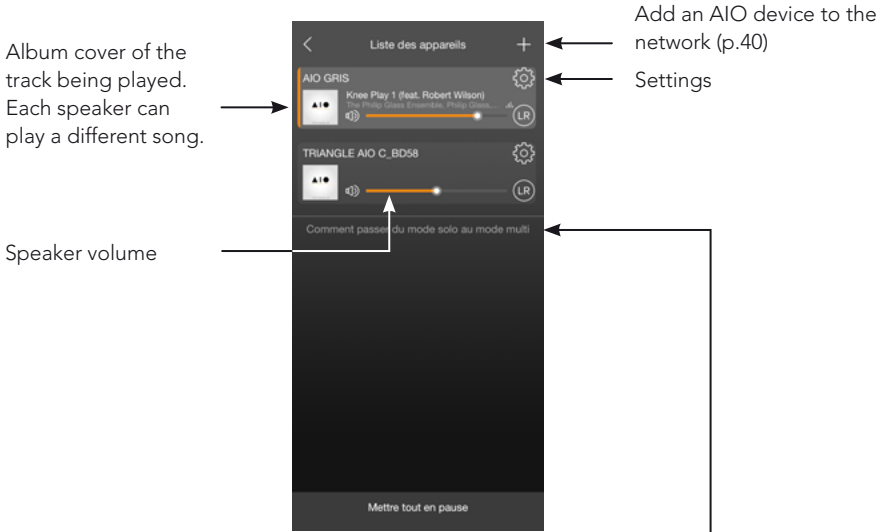 Add an AIO device to the
network (p.40)
Settings
Album cover of the
track being played.
Each speaker can
play a different song.
Speaker volume
Liste des appareils
AIO GRIS
AIO
Knee Play 1 (feat. Robert Wilson)
The Philip Glass Ensemble, Philip Glass, ...
LR
TRIANGLE AIO C_BD58
AIO
LR
Comment passer du mode solo au mode multi
Mettre tout en pause